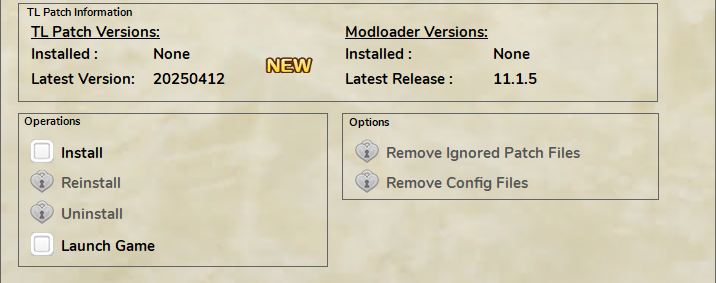 TL Patch Information
TL Patch Versions:
Installed : None
Latest Version: 20250412
NEW
Modloader Versions:
Installed : None
Latest Release : 11.1.5
Operations
Install
Reinstall
Uninstall
Launch Game
Options
Remove Ignored Patch Files
Remove Config Files